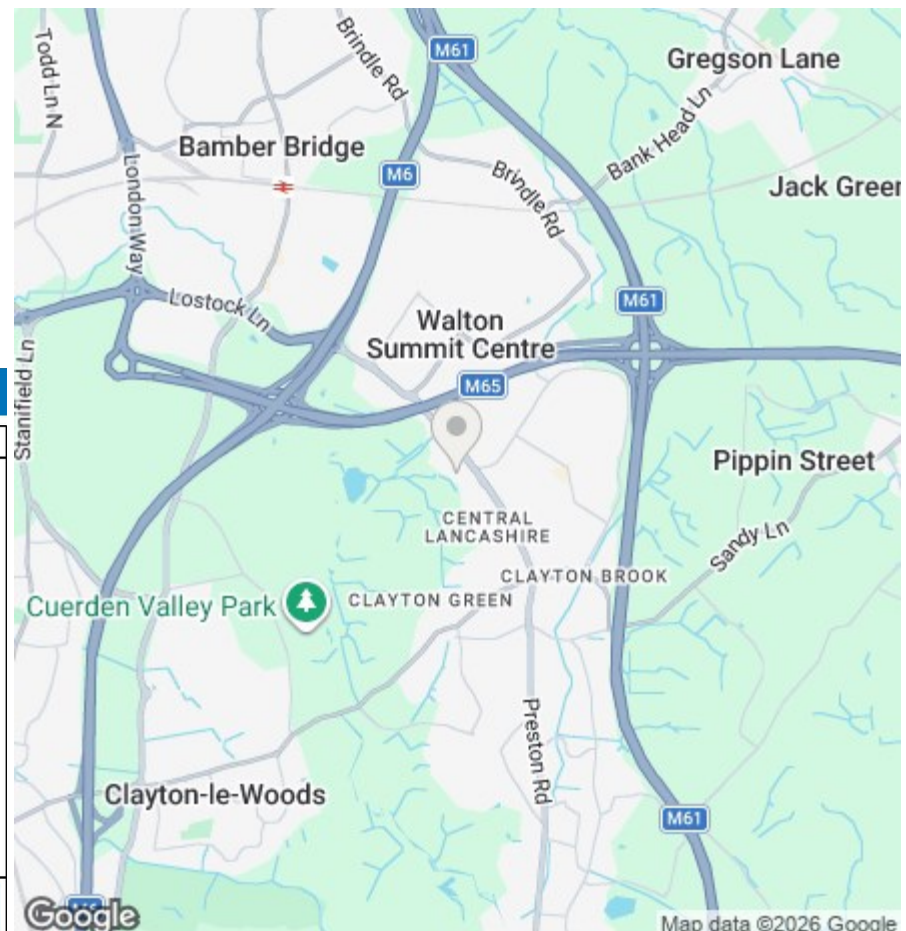 M61
Gregson Lane
Todd Ln N
Brindle Rd
Bank Head Ln
Bamber Bridge
M6
London Way
Brindle Rd
Jack Green
M61
Lostock Ln
Walton
Summit Centre
M65
Stanifield Ln
Pippin Street
CENTRAL
LANCASHIRE
Sandy Ln
CLAYTON BROOK
Cuerden Valley Park
CLAYTON GREEN
Preston Rd
Clayton-le-Woods
M61
M6
Google
Map data ©2026 Google